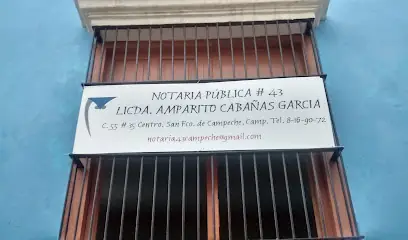 NOTARIA PÚBLICA # 43
LICDA. AMPARITO CABAÑAS GARCIA
C. 55 # 15 Centro, San Fco. de Campeche, Camp. Tel. 8-16-90-72
notaria43campeche@gmail.com